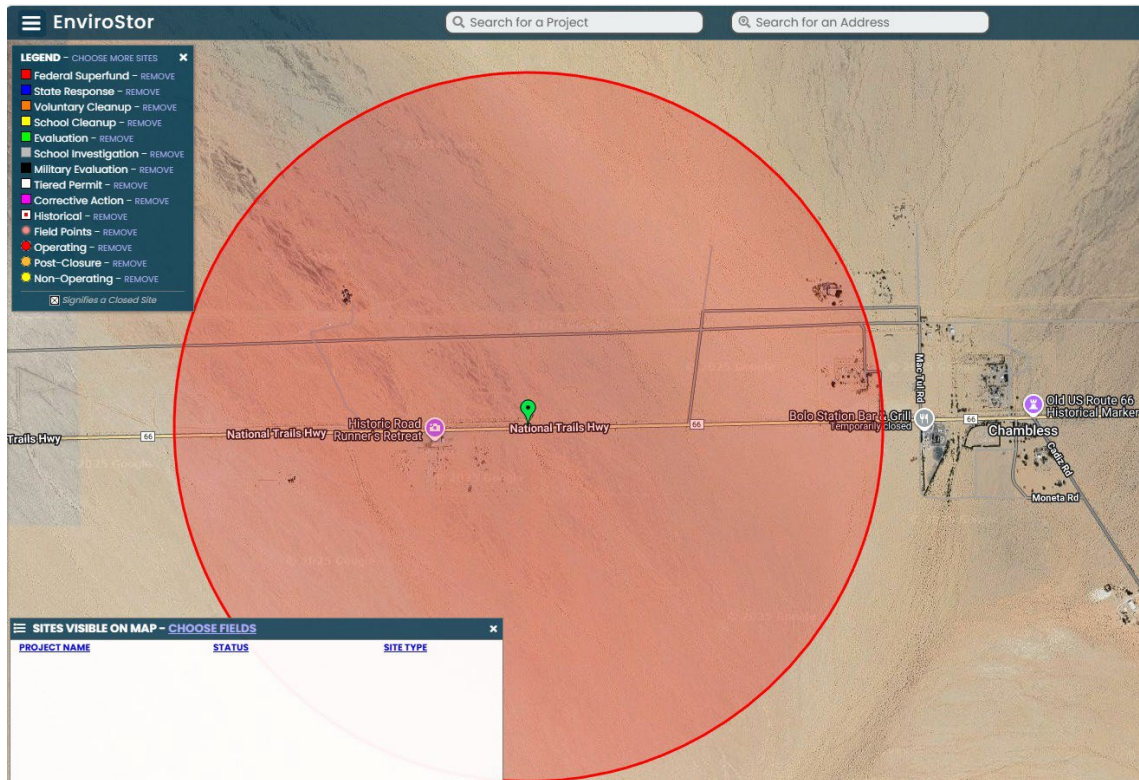 EnviroStor
Search for a Project
Search for an Address
LEGEND - CHOOSE MORE SITES
Federal Superfund - REMOVE
State Response - REMOVE
Voluntary Cleanup - REMOVE
School Cleanup - REMOVE
Evaluation - REMOVE
School Investigation - REMOVE
Military Evaluation - REMOVE
Tiered Permit - REMOVE
Corrective Action - REMOVE
Historical - REMOVE
Field Points - REMOVE
Operating - REMOVE
Post-Closure - REMOVE
Non-Operating - REMOVE
Signifies a Closed Site
Mac Tul Rd
Old US Route 66
Historical Marker
Bolo Station Bar & Grill
Temporarily closed
Historic Road
Runner's Retreat
Trails Hwy
66
National Trails Hwy
National Trails Hwy
66
66
Chambless
Cadiz Rd
Moneta Rd
SITES VISIBLE ON MAP - CHOOSE FIELDS
PROJECT NAME
STATUS
SITE TYPE